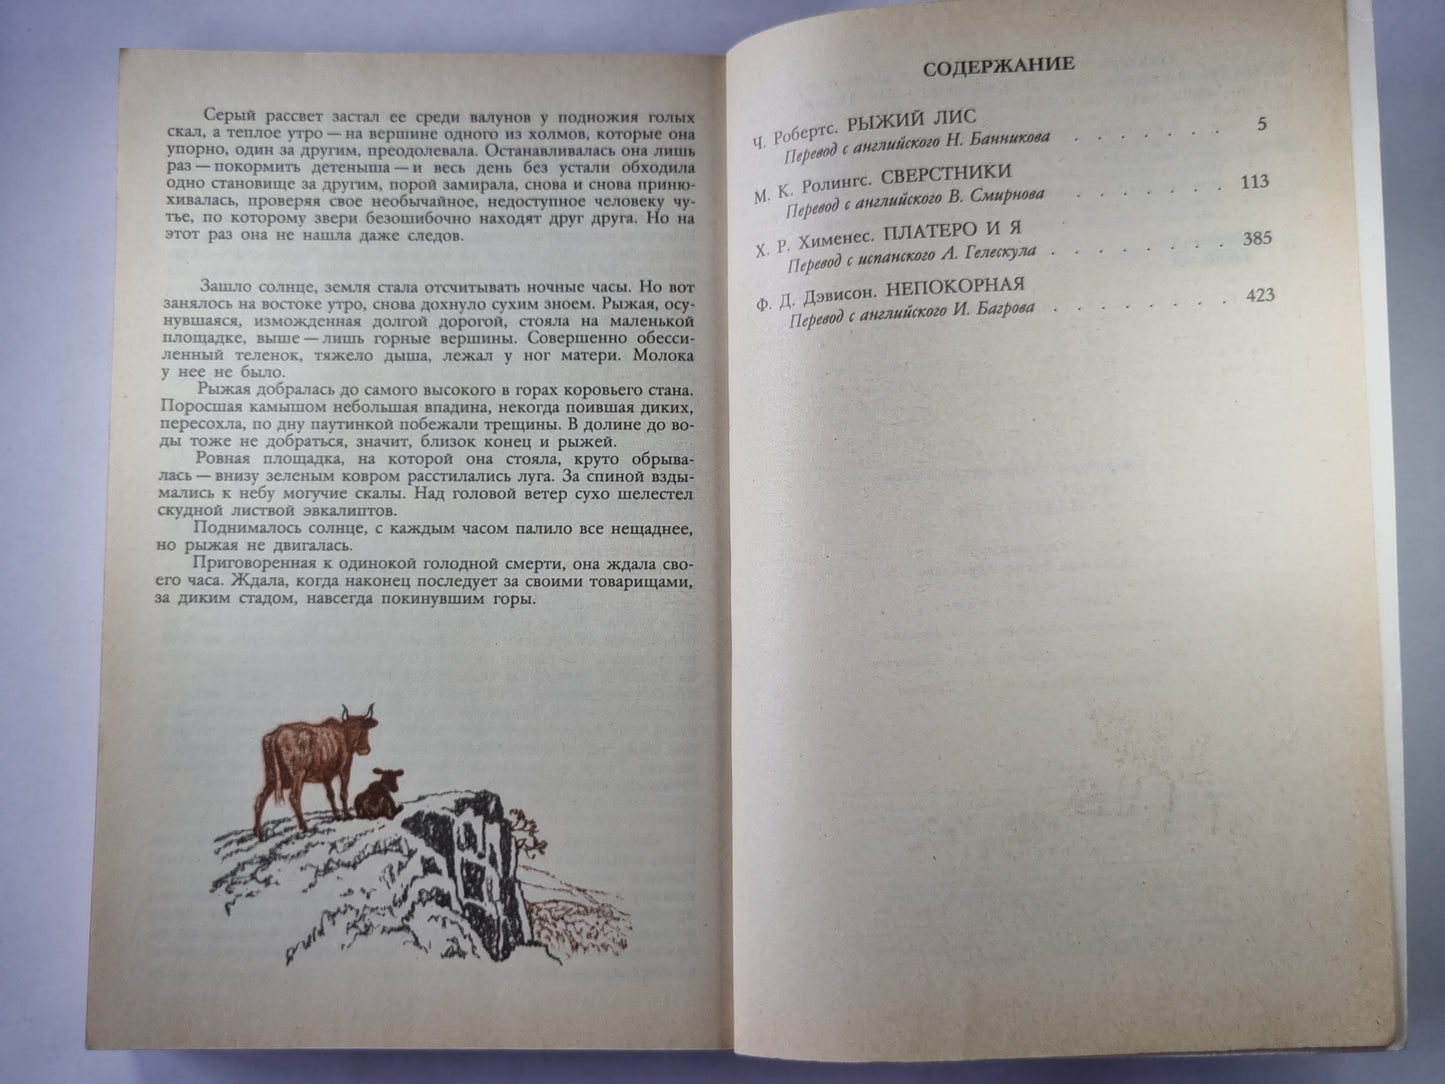 Серый рассвет застал ее среди валунов у подножия голых
скал, а теплое утро — на вершине одного из холмов, которые она
упорно, один за другим, преодолевала. Останавливалась она лишь
раз — покормить детеныша — и весь день без устали обходила
одно становище за другим, порой замирала, снова и снова приню-
хивалась, проверяя свое необычайное, недоступное человеку чу-
тье, по которому звери безошибочно находят друг друга. Но на
этот раз она не нашла даже следов.
Зашло солнце, земля стала отсчитывать ночные часы. Но вот
занялось на востоке утро, снова дохнуло сухим зноем. Рыжая, осу-
нувшаяся, изможденная долгой дорогой, стояла на маленькой
площадке, выше — лишь горные вершины. Совершенно обесси-
ленный теленок, тяжело дыша, лежал у ног матери. Молока
у нее не было.
Рыжая добралась до самого высокого в горах коровьего стана.
Поросшая камышом небольшая впадина, некогда поившая диких,
пересохла, по дну паутинкой побежали трещины. В долине до во-
ды тоже не добраться, значит, близок конец и рыжей.
Ровная площадка, на которой она стояла, круто обрыва-
лась — внизу зеленым ковром расстилались луга. За спиной взды-
мались к небу могучие скалы. Над головой ветер сухо шелестел
скудной листвой эвкалиптов.
Поднималось солнце, с каждым часом палило все нещаднее,
но рыжая не двигалась.
Приговоренная к одинокой голодной смерти, она ждала сво-
его часа. Ждала, когда наконец последует за своими товарищами,
за диким стадом, навсегда покинувшим горы.
СОДЕРЖАНИЕ
Ч. Робертс. РЫЖИЙ ЛИС
Перевод с английского Н. Банникова . . . . . . . 5
М. К. Ролингс. СВЕРСТНИКИ
Перевод с английского В. Смирнова . . . . . . . 113
Х. Р. Хименес. ПЛАТЕРО И Я
Перевод с испанского А. Гелескула . . . . . . . . 385
Ф. Д. Дэвисон. НЕПОКОРНАЯ
Перевод с английского И. Багрова . . . . . . . . 423